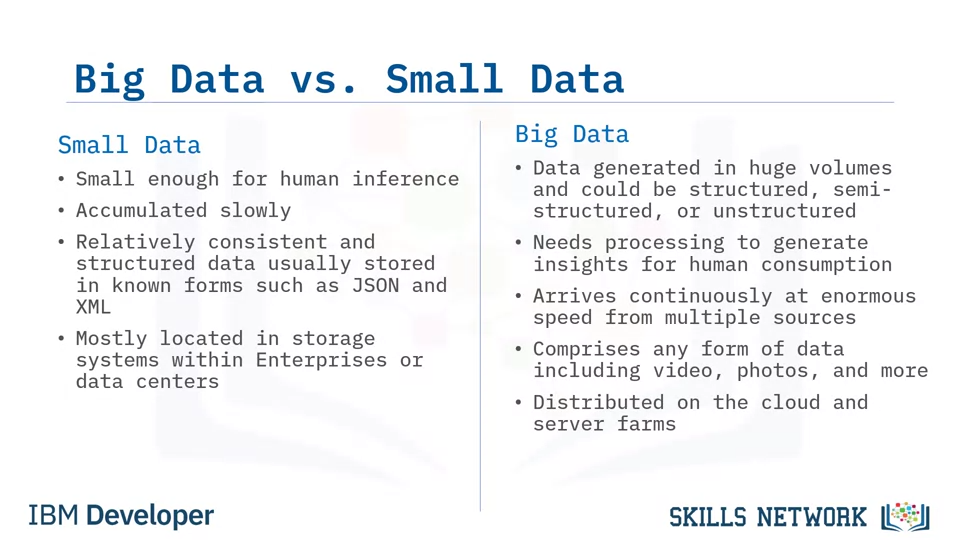 Big Data vs. Small Data
Small Data
• Small enough for human inference
• Accumulated slowly
• Relatively consistent and
structured data usually stored
in known forms such as JSON and
XML
• Mostly located in storage
systems within Enterprises or
data centers
Big Data
• Data generated in huge volumes
and could be structured, semi-
structured, or unstructured
• Needs processing to generate
insights for human consumption
• Arrives continuously at enormous
speed from multiple sources
• Comprises any form of data
including video, photos, and more
• Distributed on the cloud and
server farms
IBM Developer
SKILLS NETWORK